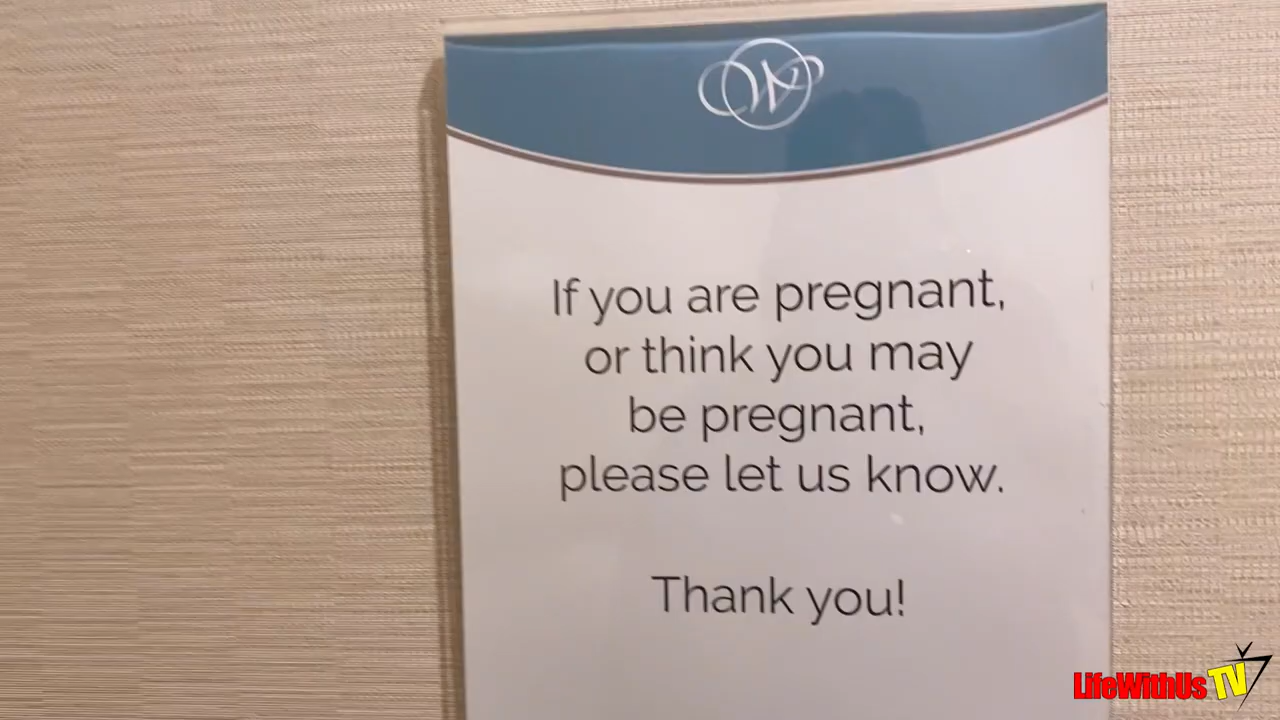 W
If you are pregnant,
or think you may
be pregnant,
please let us know.
Thank you!
LifeWithUs TV